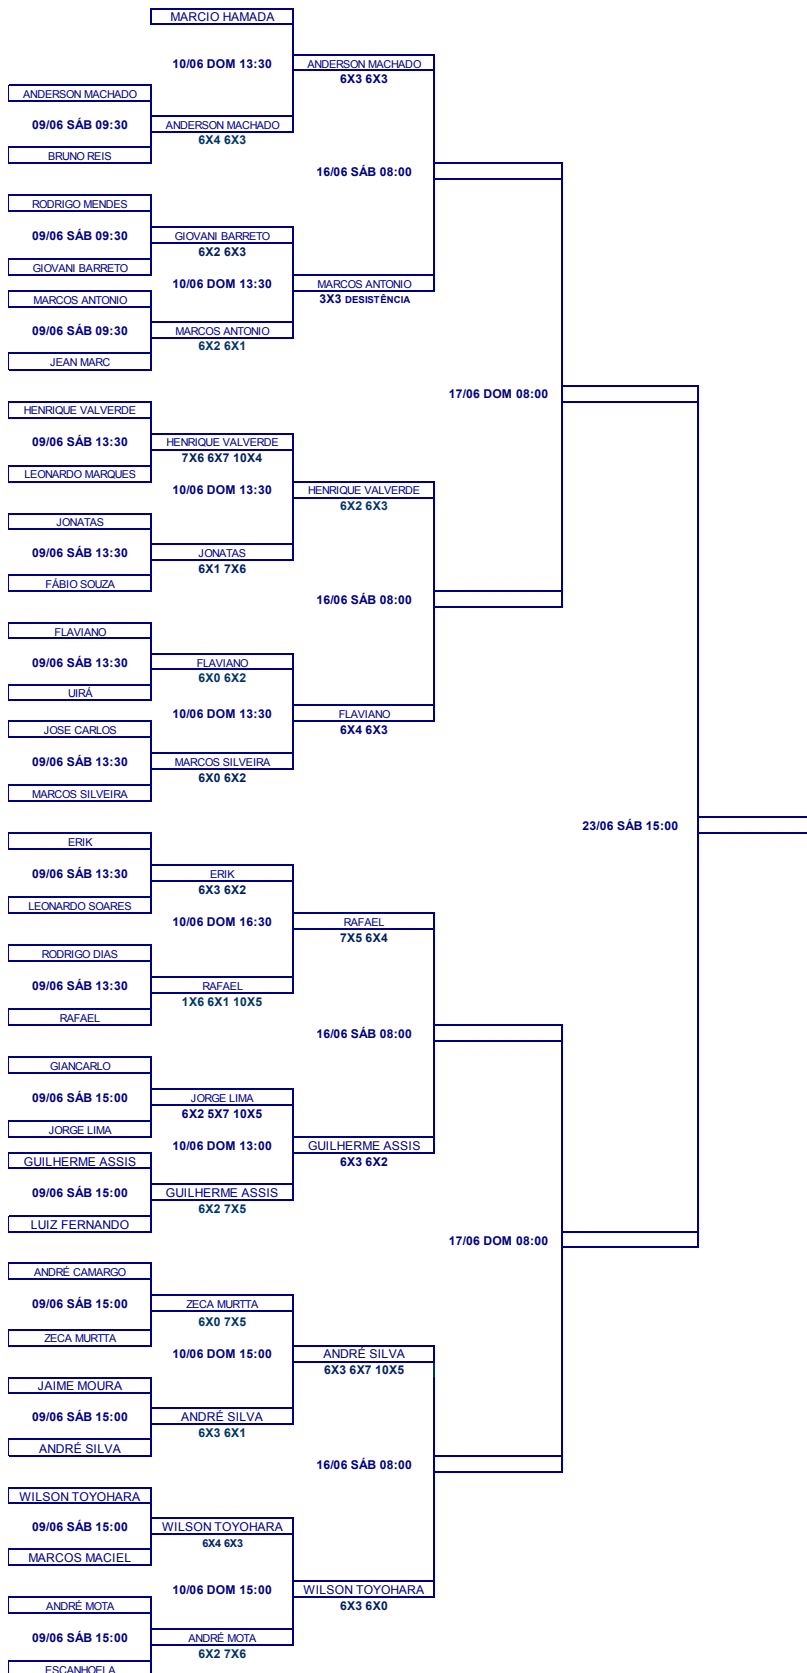 MARCIO HAMADA
10/06 DOM 13:30
ANDERSON MACHADO
6X3 6X3
ANDERSON MACHADO
09/06 SÁB 09:30
ANDERSON MACHADO
6X4 6X3
BRUNO REIS
16/06 SÁB 08:00
RODRIGO MENDES
09/06 SÁB 09:30
GIOVANI BARRETO
6X2 6X3
GIOVANI BARRETO
10/06 DOM 13:30
MARCOS ANTONIO
3X3 DESISTÊNCIA
MARCOS ANTÓNIO
09/06 SÁB 09:30
MARCOS ANTONIO
6X2 6X1
JEAN MARC
17/06 DOM 08:00
HENRIQUE VALVERDE
09/06 SÁB 13:30
HENRIQUE VALVERDE
7X6 6X7 10X4
LEONARDO MARQUES
10/06 DOM 13:30
HENRIQUE VALVERDE
6X2 6X3
JONATAS
09/06 SÁB 13:30
JONATAS
6X1 7X6
FÁBIO SOUZA
16/06 SÁB 08:00
FLAVIANO
09/06 SÁB 13:30
FLAVIANO
6X0 6X2
UIRÁ
10/06 DOM 13:30
FLAVIANO
6X4 6X3
JOSE CARLOS
09/06 SÁB 13:30
MARCOS SILVEIRA
6X0 6X2
MARCOS SILVEIRA
23/06 SÁB 15:00
ERIK
09/06 SÁB 13:30
ERIK
6X3 6X2
LEONARDO SOARES
10/06 DOM 16:30
RAFAEL
7X5 6X4
RODRIGO DIAS
09/06 SÁB 13:30
RAFAEL
1X6 6X1 10X5
RAFAEL
16/06 SÁB 08:00
GIANCARLO
09/06 SÁB 15:00
JORGE LIMA
6X2 5X7 10X5
JORGE LIMA
10/06 DOM 13:00
GUILHERME ASSIS
6X3 6X2
GUILHERME ASSIS
09/06 SÁB 15:00
GUILHERME ASSIS
6X2 7X5
LUIZ FERNANDO
17/06 DOM 08:00
ANDRÉ CAMARGO
09/06 SÁB 15:00
ZECA MURTTA
6X0 7X5
ZECA MURTTA
10/06 DOM 15:00
ANDRÉ SILVA
6X3 6X7 10X5
JAIME MOURA
09/06 SÁB 15:00
ANDRÉ SILVA
6X3 6X1
ANDRÉ SILVA
16/06 SÁB 08:00
WILSON TOYOHARA
09/06 SÁB 15:00
WILSON TOYOHARA
6X4 6X3
MARCOS MACIEL
10/06 DOM 15:00
WILSON TOYOHARA
6X3 6X0
ANDRÉ MOTA
09/06 SÁB 15:00
ANDRÉ MOTA
6X2 7X6
ESCANHOELA